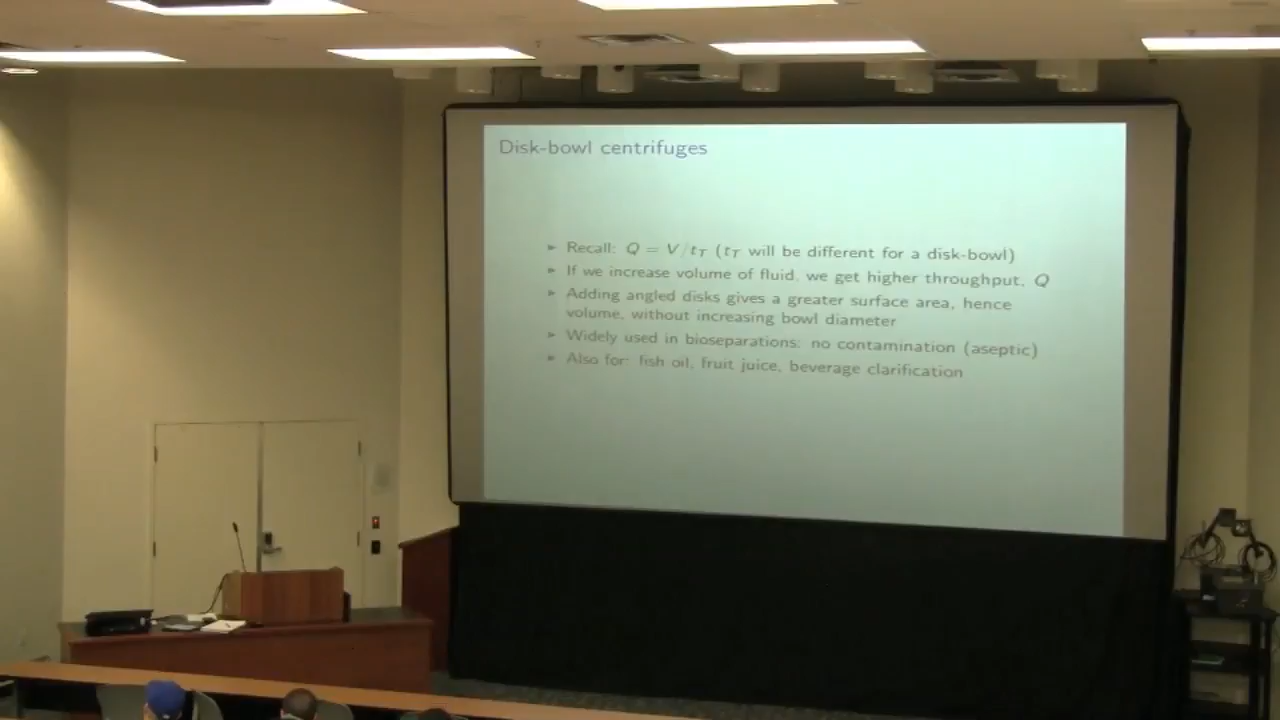 Disk-bowl centrifuges
▸ Recall: Q = V/t_T (t_T will be different for a disk-bowl)
▸ If we increase volume of fluid, we get higher throughput, Q
▸ Adding angled disks gives a greater surface area, hence
volume, without increasing bowl diameter
▸ Widely used in bioseparations: no contamination (aseptic)
▸ Also for: fish oil, fruit juice, beverage clarification